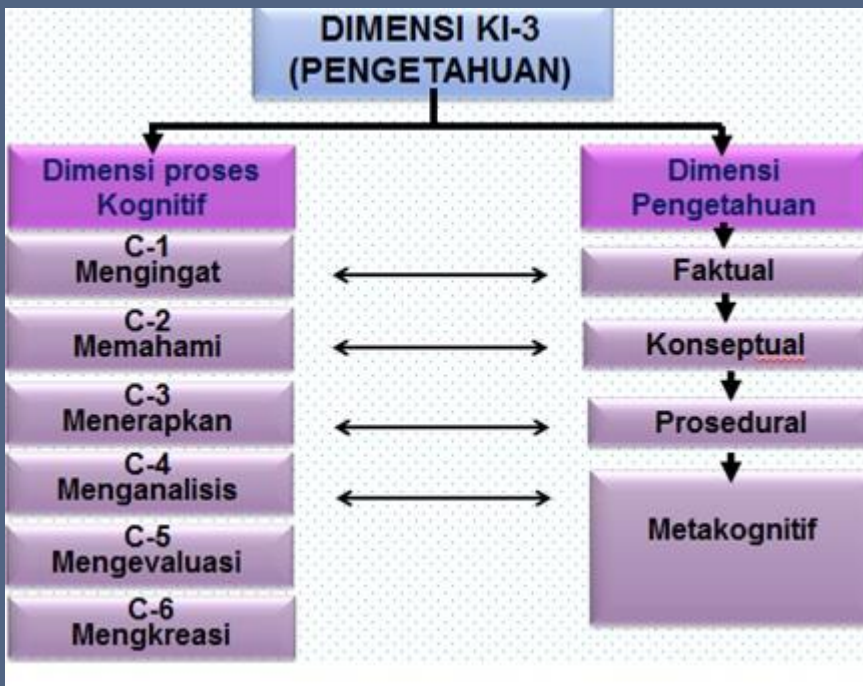 DIMENSI KI-3
(PENGETAHUAN)
Dimensi proses
Kognitif
C-1
Mengingat
C-2
Memahami
C-3
Menerapkan
C-4
Menganalisis
C-5
Mengevaluasi
C-6
Mengkreasi
Dimensi
Pengetahuan
Faktual
Konseptual
Prosedural
Metakognitif